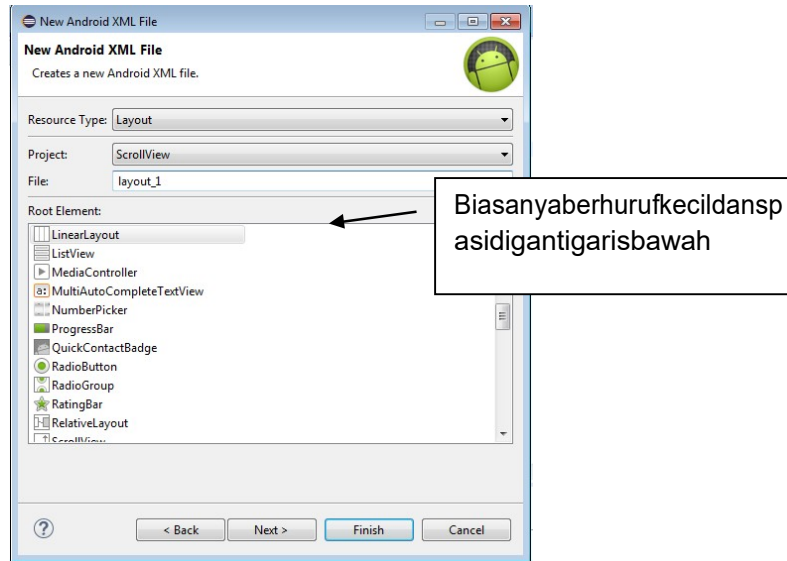 New Android XML File
New Android XML File
Creates a new Android XML file.
Resource Type: Layout
Project: ScrollView
File: layout_1
Root Element:
LinearLayout
ListView
MediaController
a: MultiAutoCompleteTextView
NumberPicker
ProgressBar
QuickContactBadge
RadioButton
RadioGroup
RatingBar
RelativeLayout
ScrollView
Biasanyaberhurufkecildansp
asidigantigarisbawah
? < Back Next > Finish Cancel